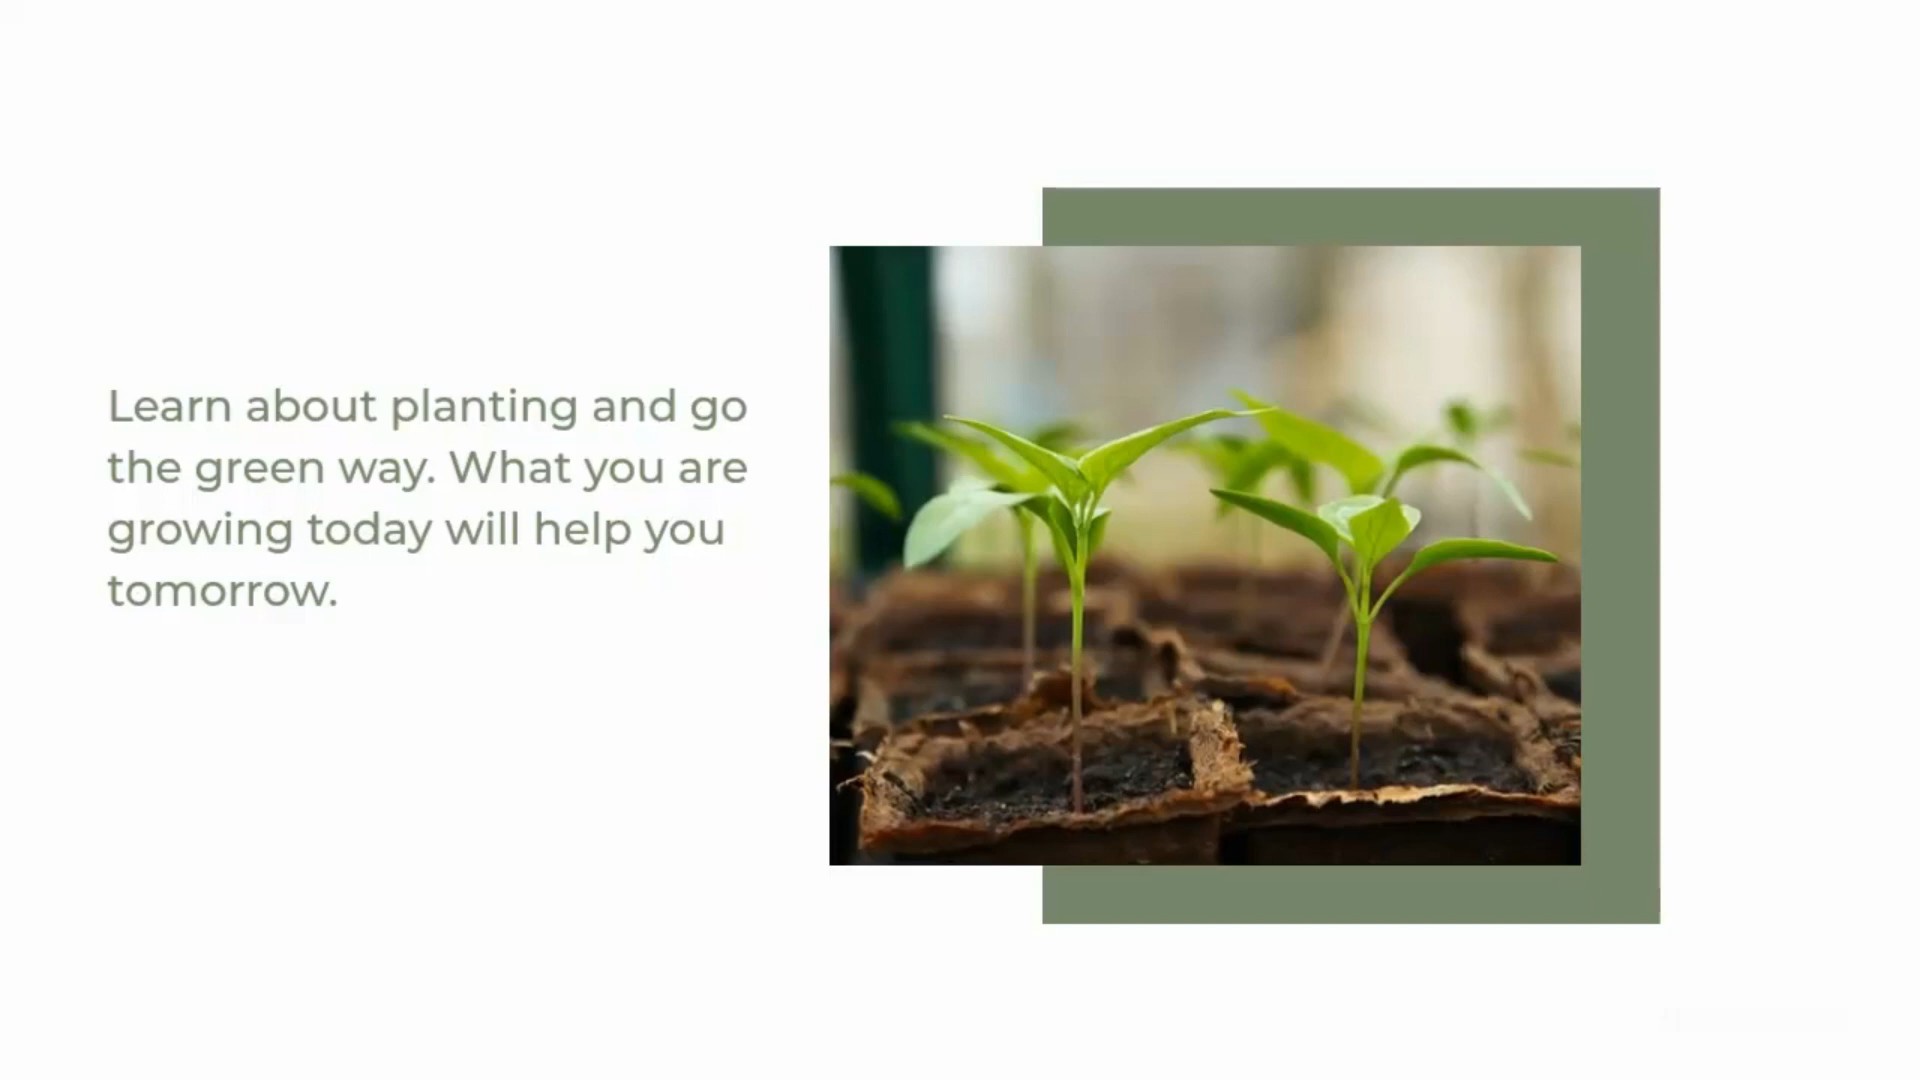 Learn about planting and go
the green way. What you are
growing today will help you
tomorrow.